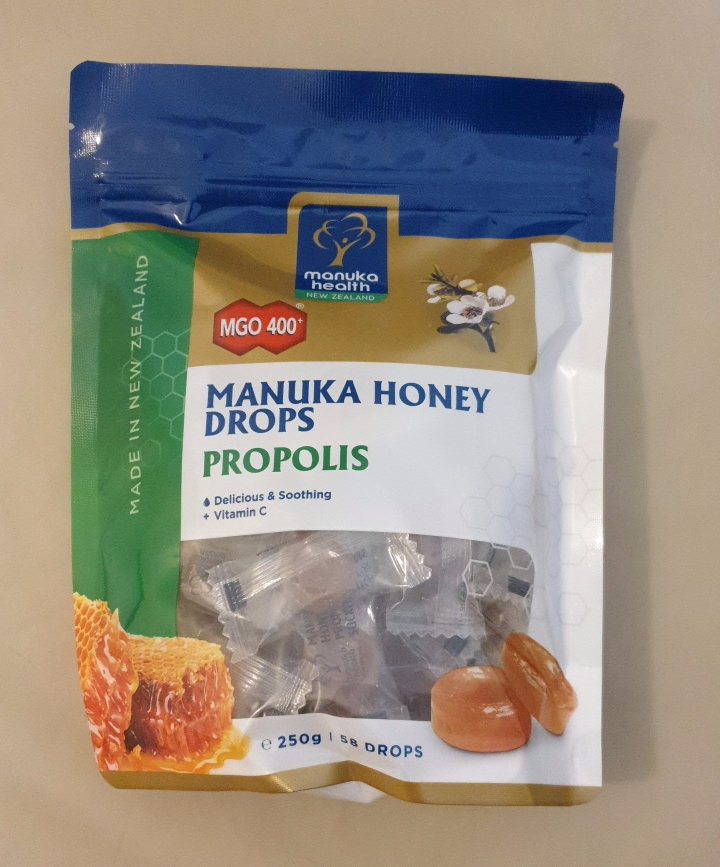 manuka
health
NEW ZEALAND
MGO 400+
®
MADE IN NEW ZEALAND
MANUKA HONEY
DROPS
PROPOLIS
Delicious & Soothing
+ Vitamin C
℮ 250g | 58 DROPS